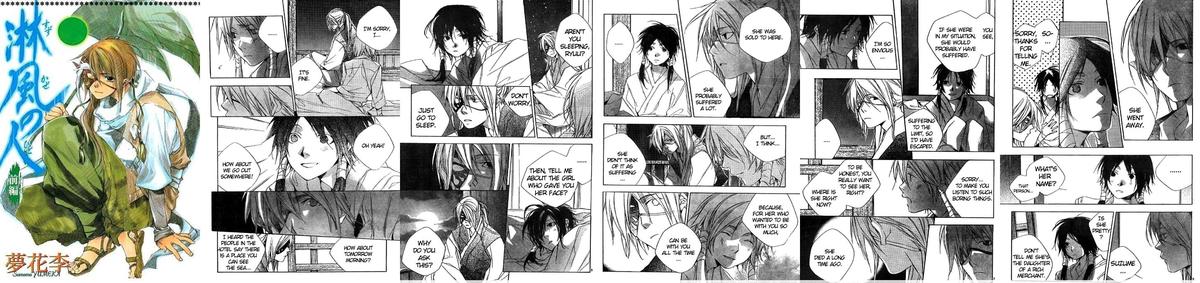 淋風の人
前編
夢花李
Sumomo YUMEKA
I'M SORRY,
I...
IT'S
FINE.
OH YEAH!
HOW ABOUT
WE GO OUT
SOMEWHERE!
I HEARD THE
PEOPLE IN THE
HOTEL SAY THERE
IS A PLACE YOU
CAN SEE
THE SEA...
HOW ABOUT
TOMORROW
MORNING?
AREN'T
YOU
SLEEPING,
RYUU?
DON'T
WORRY.
JUST
GO TO
SLEEP.
........
THEN, TELL ME
ABOUT THE GIRL
WHO GAVE YOU
HER FACE?
WHY DO
YOU ASK
THIS?
SHE WAS
SOLD TO HERE.
......
SHE
PROBABLY
SUFFERED
A LOT.
BUT...
I THINK...
SHE
DIDN'T THINK
OF IT AS
SUFFERING
...
BECAUSE,
FOR HER WHO
WANTED TO BE
WITH YOU SO
MUCH,
CAN BE
WITH YOU
ALL THE TIME
...
YOU
SEE,
IF SHE WERE
IN MY SITUATION,
SHE WOULD
PROBABLY HAVE
SUFFERED.
I'M SO
ENVIOUS
...
SUFFERING
TO THE
LIMIT, SO
I'D HAVE
ESCAPED.
SORRY...
TO MAKE YOU
LISTEN TO SUCH
BORING THINGS.
TO BE
HONEST, YOU
REALLY WANT
TO SEE HER,
RIGHT?
WHERE IS
SHE RIGHT
NOW?
SHE
DIED A LONG
TIME AGO.
SHE
WENT
AWAY.
SO-
...
SORRY,
THANKS
FOR
TELLING
ME...
......
WHAT'S
HER
NAME?
THAT
PERSON...
IS
SHE
PRETTY
?
SUZUME
...
DON'T
TELL ME SHE'S
THE DAUGHTER
OF A RICH
MERCHANT.